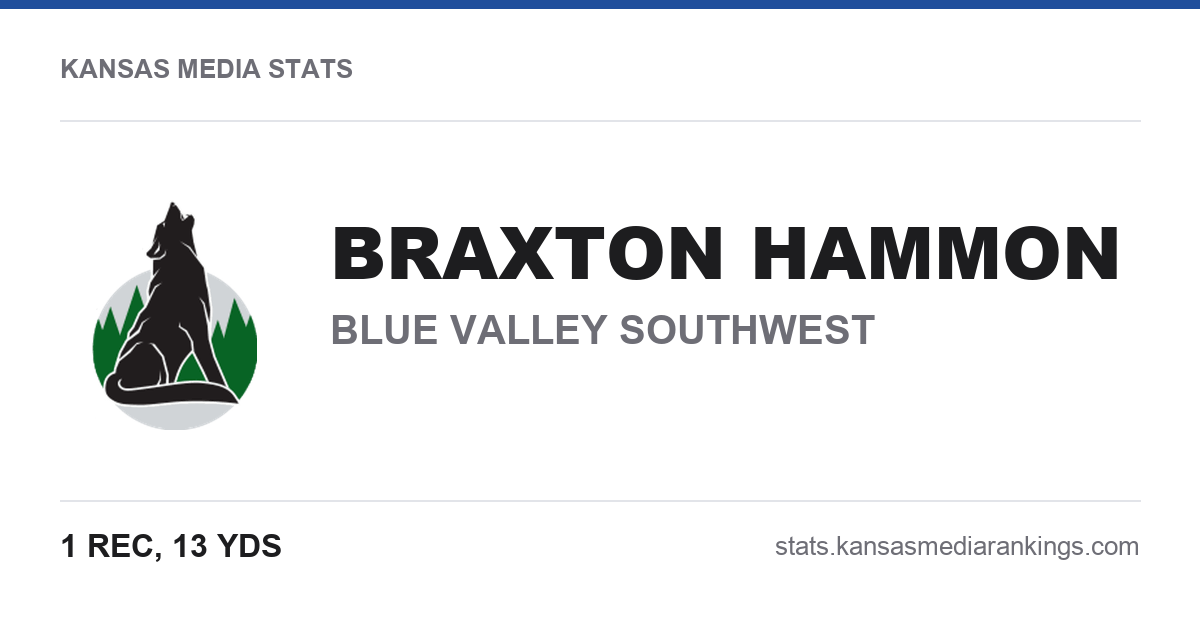 KANSAS MEDIA STATS
BRAXTON HAMMON
BLUE VALLEY SOUTHWEST
1 REC, 13 YDS
stats.kansasmediarankings.com